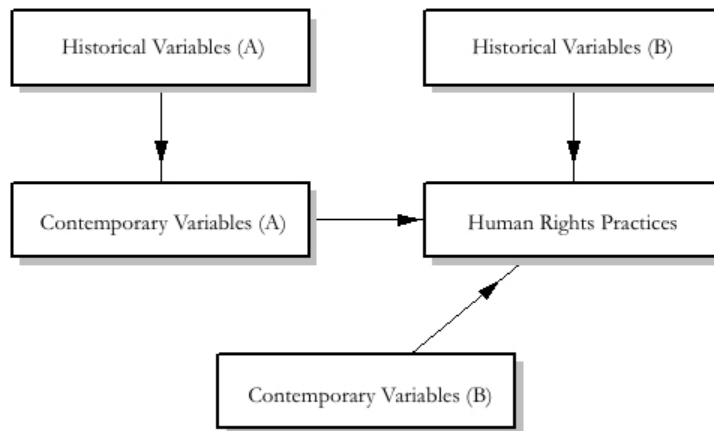 Historical Variables (A)
Historical Variables (B)
Contemporary Variables (A)
Human Rights Practices
Contemporary Variables (B)